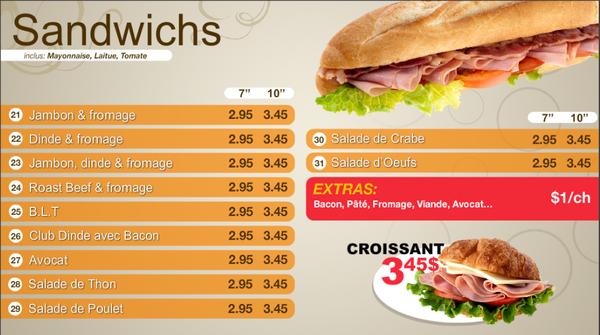 Sandwichs
inclus: Mayonnaise, Laitue, Tomate
7” 10”
21 Jambon & fromage 2.95 3.45
22 Dinde & fromage 2.95 3.45
23 Jambon, dinde & fromage 2.95 3.45
24 Roast Beef & fromage 2.95 3.45
25 B.L.T 2.95 3.45
26 Club Dinde avec Bacon 2.95 3.45
27 Avocat 2.95 3.45
28 Salade de Thon 2.95 3.45
29 Salade de Poulet 2.95 3.45
7” 10”
30 Salade de Crabe 2.95 3.45
31 Salade d'Oeufs 2.95 3.45
EXTRAS:
Bacon, Pâté, Fromage, Viande, Avocat... $1/ch
CROISSANT
3 45$